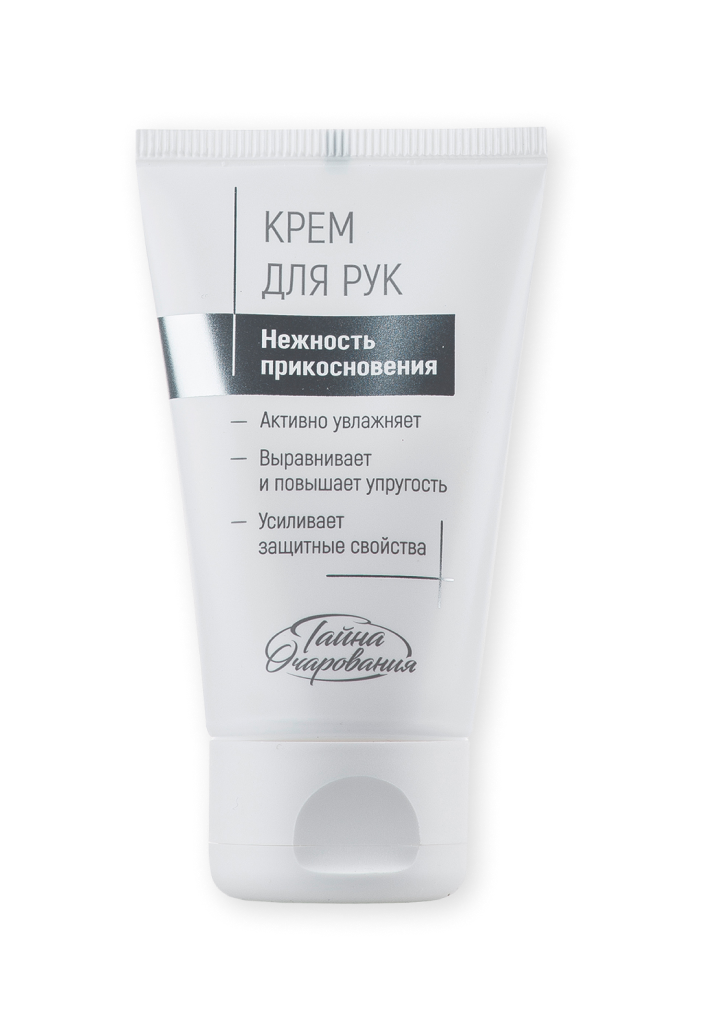 КРЕМ
ДЛЯ РУК
Нежность
прикосновения
— Активно увлажняет
— Выравнивает
и повышает упругость
— Усиливает
защитные свойства
Тайна
Очарования